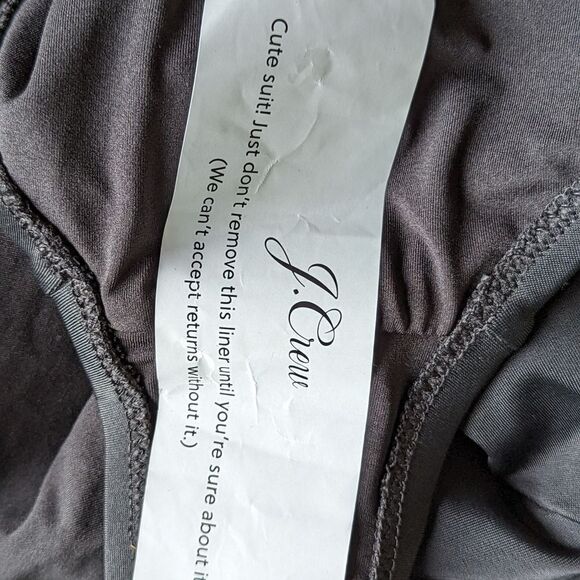 J.Crew
Cute suit! Just don't remove this liner until you're sure about it
(We can't accept returns without it.)